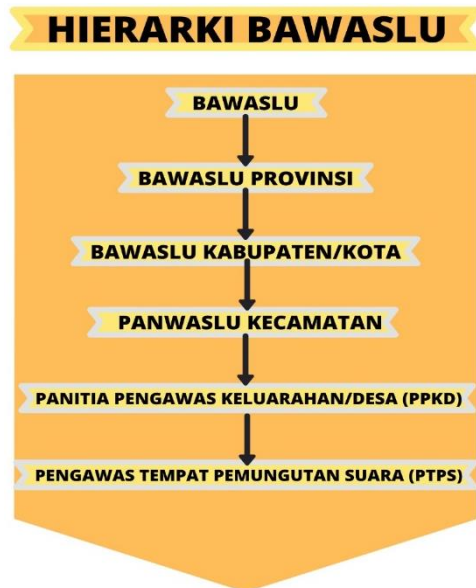 HIERARKI BAWASLU
BAWASLU
BAWASLU PROVINSI
BAWASLU KABUPATEN/KOTA
PANWASLU KECAMATAN
PANITIA PENGAWAS KELUARAHAN/DESA (PPKD)
PENGAWAS TEMPAT PEMUNGUTAN SUARA (PTPS)